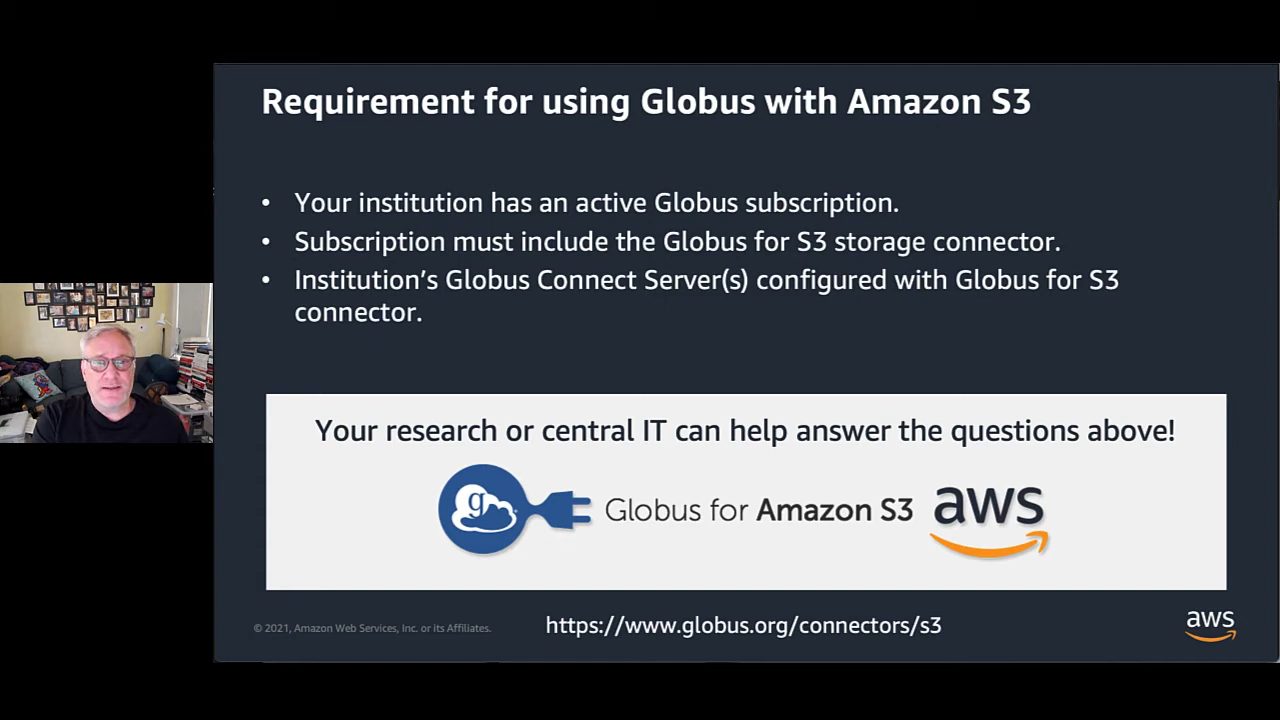 Requirement for using Globus with Amazon S3
• Your institution has an active Globus subscription.
• Subscription must include the Globus for S3 storage connector.
• Institution’s Globus Connect Server(s) configured with Globus for S3
connector.
Your research or central IT can help answer the questions above!
g
Globus for Amazon S3
aws
© 2021, Amazon Web Services, Inc. or its Affiliates.
https://www.globus.org/connectors/s3
aws